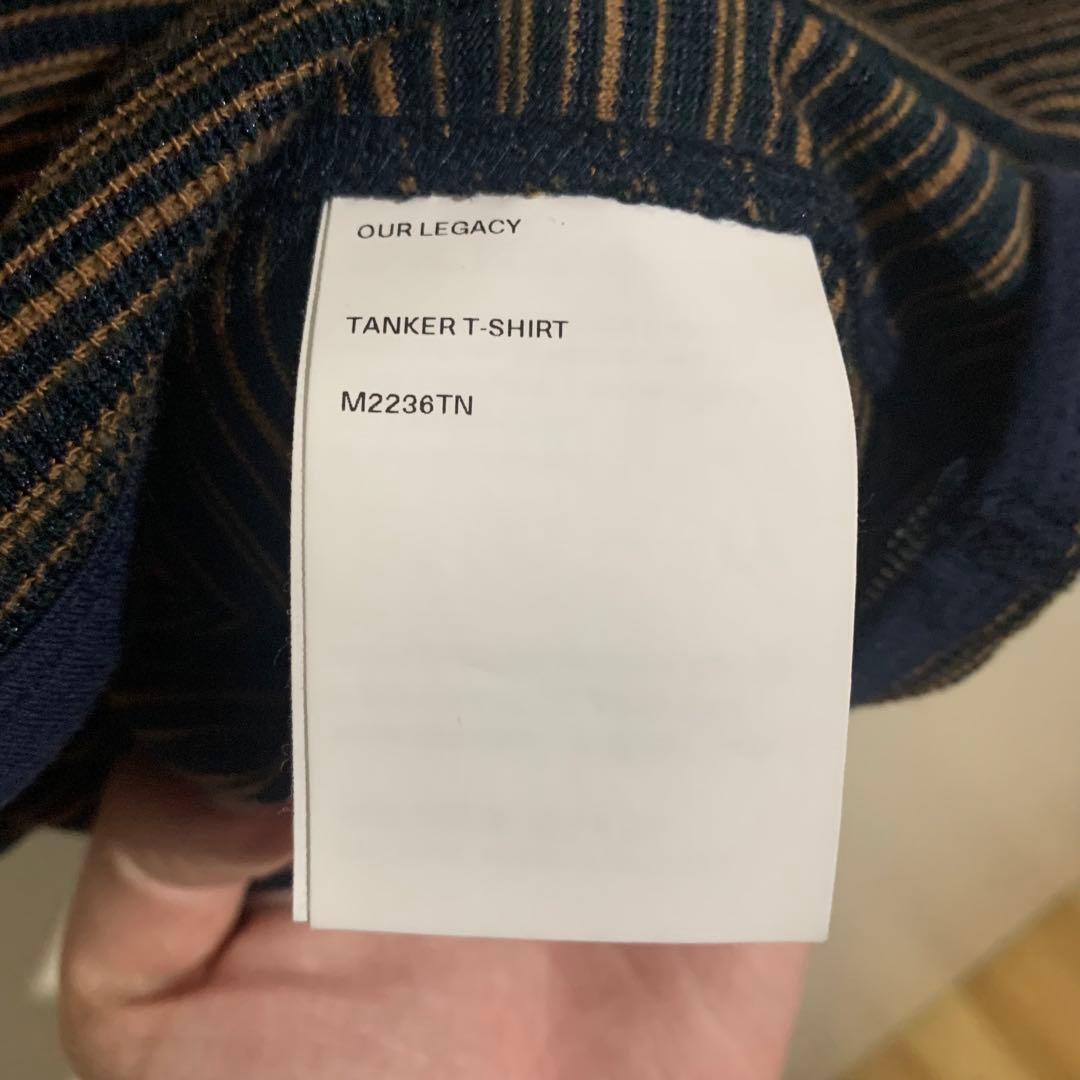 OUR LEGACY
TANKER T-SHIRT
M2236TN